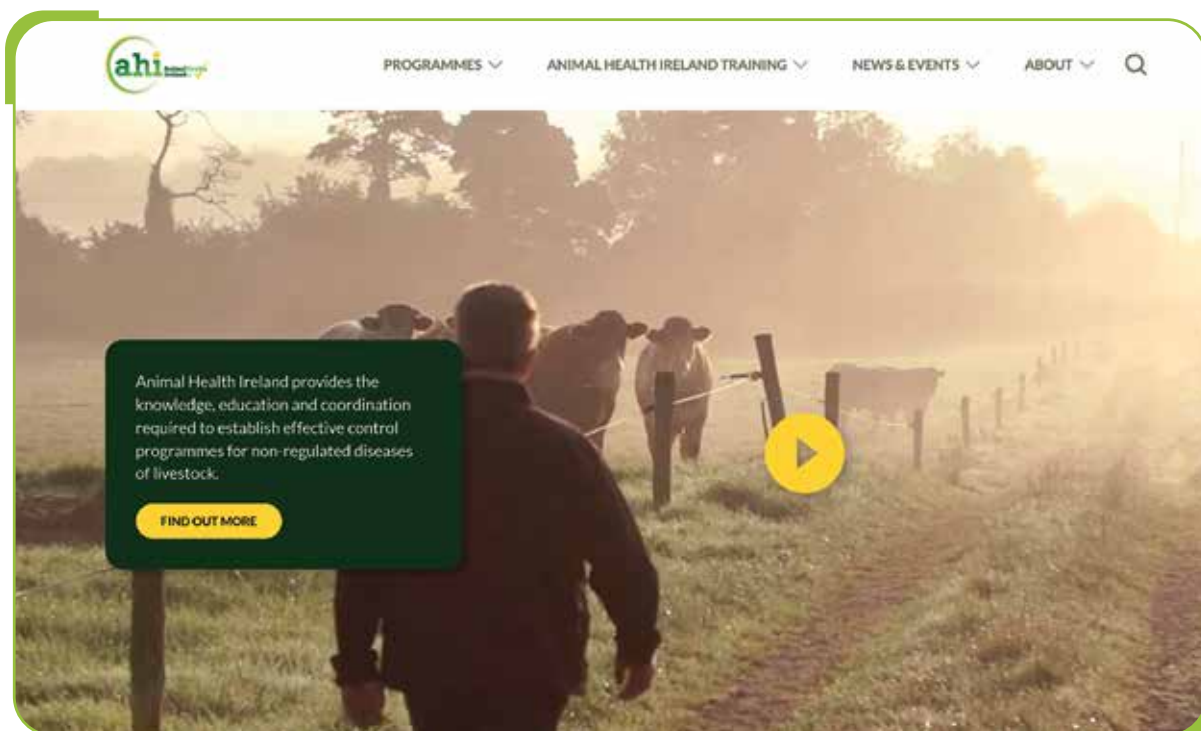 ahi
PROGRAMMES
ANIMAL HEALTH IRELAND TRAINING
NEWS & EVENTS
ABOUT
Animal Health Ireland provides the
knowledge, education and coordination
required to establish effective control
programmes for non-regulated diseases
of livestock.
FIND OUT MORE